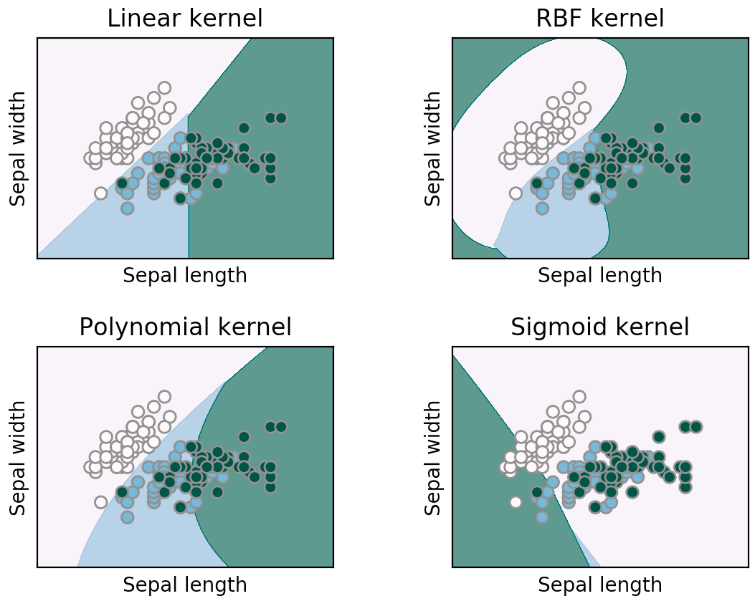 Linear kernel
RBF kernel
Sepal width
Sepal length
Sepal width
Sepal length
Polynomial kernel
Sigmoid kernel
Sepal width
Sepal length
Sepal width
Sepal length